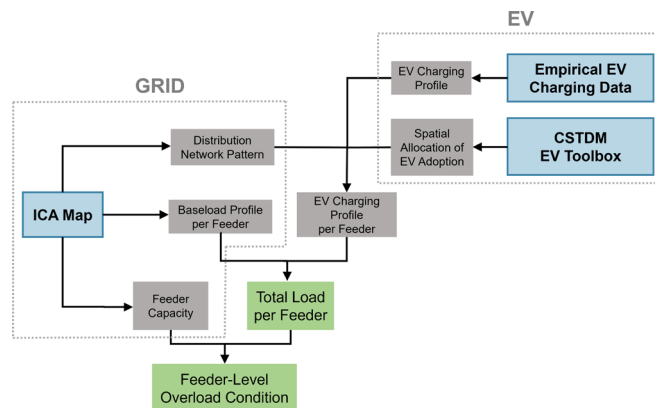 EV
EV Charging
Profile
Empirical EV
Charging Data
GRID
Distribution
Network Pattern
Spatial
Allocation of
EV Adoption
CSTDM
EV Toolbox
ICA Map
Baseload Profile
per Feeder
EV Charging
Profile
per Feeder
Feeder
Capacity
Total Load
per Feeder
Feeder-Level
Overload Condition